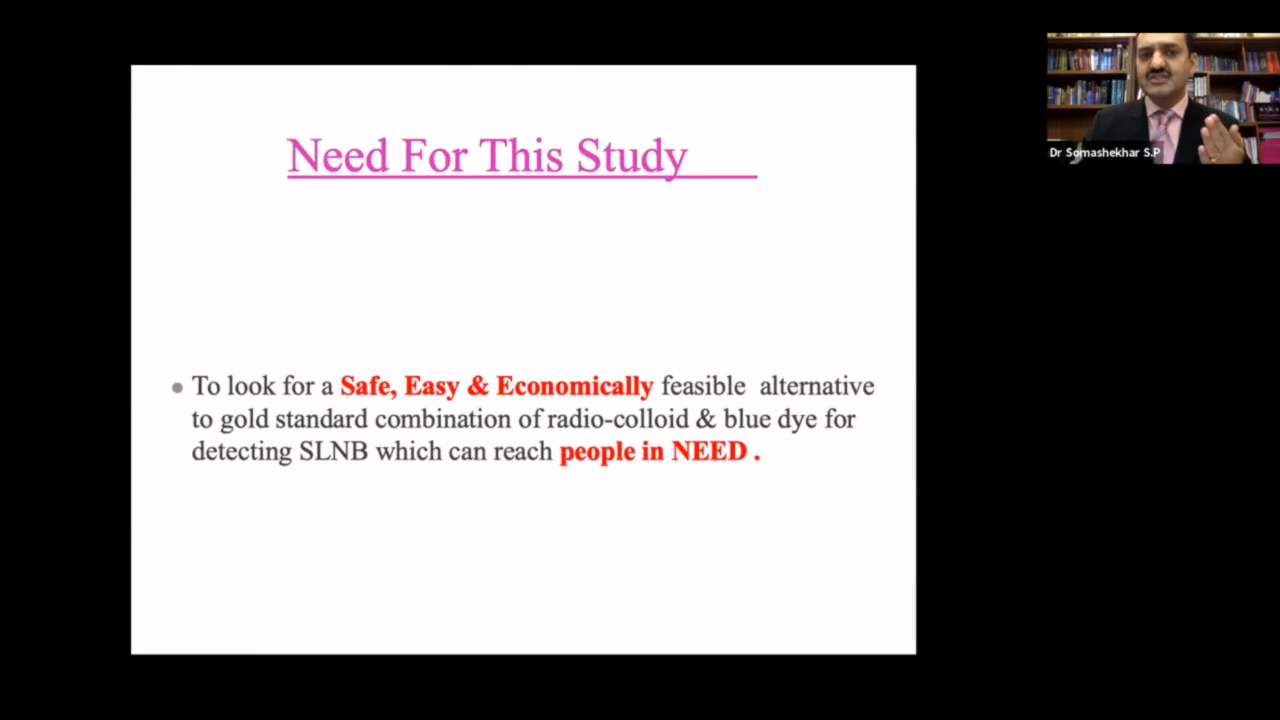 Need For This Study
• To look for a Safe, Easy & Economically feasible alternative
to gold standard combination of radio-colloid & blue dye for
detecting SLNB which can reach people in NEED .
Dr Somashekhar S.P